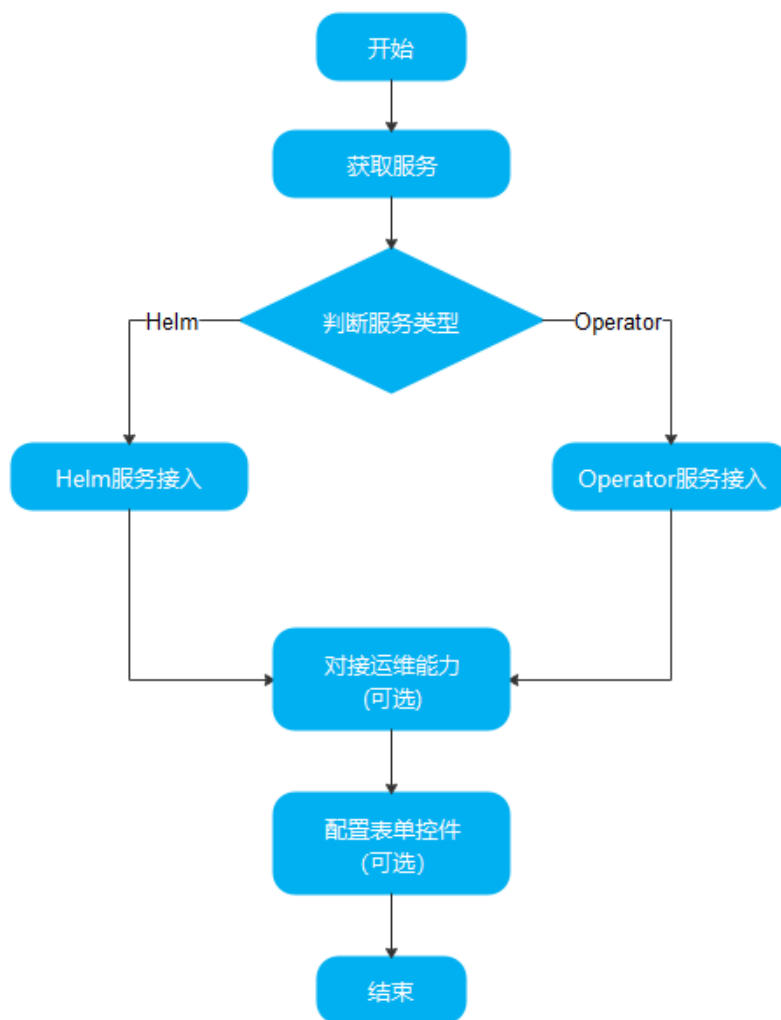 开始
获取服务
判断服务类型
Helm
Operator
Helm服务接入
Operator服务接入
对接运维能力
(可选)
配置表单控件
(可选)
结束